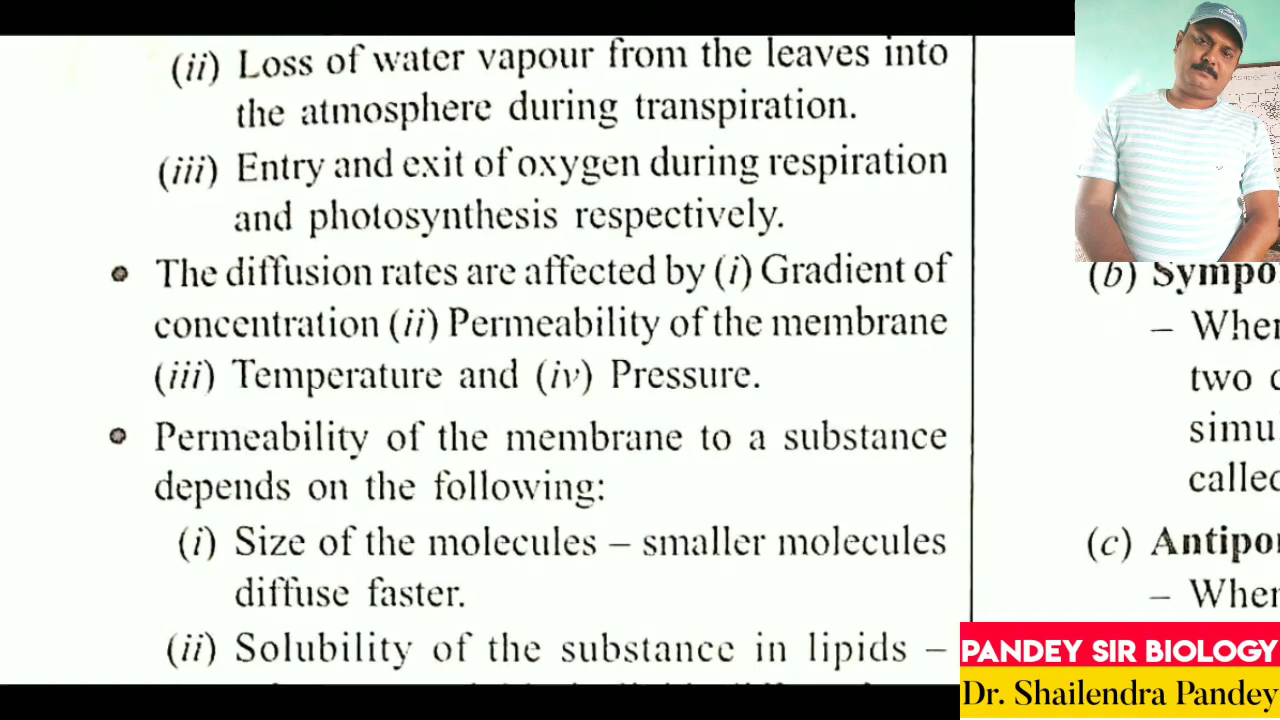 (ii) Loss of water vapour from the leaves into
the atmosphere during transpiration.
(iii) Entry and exit of oxygen during respiration
and photosynthesis respectively.
• The diffusion rates are affected by (i) Gradient of
concentration (ii) Permeability of the membrane
(iii) Temperature and (iv) Pressure.
• Permeability of the membrane to a substance
depends on the following:
(i) Size of the molecules – smaller molecules
diffuse faster.
(ii) Solubility of the substance in lipids –
(b) Sympo
– When
two
simu
called
(c) Antipo
– When
PANDEY SIR BIOLOGY
Dr. Shailendra Pandey